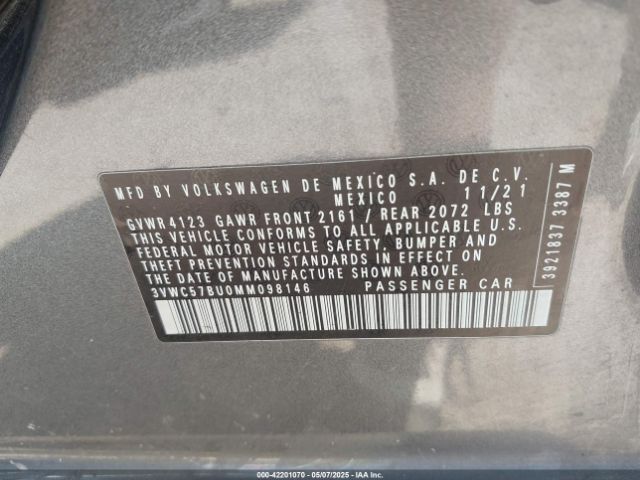 MFD BY VOLKSWAGEN DE MEXICO S.A. DE C.V.
MEXICO 11/21
GVWR 4123 GAWR FRONT 2161 / REAR 2072 LBS
THIS VEHICLE CONFORMS TO ALL APPLICABLE U.S.
FEDERAL MOTOR VEHICLE SAFETY, BUMPER AND
THEFT PREVENTION STANDARDS IN EFFECT ON
THE DATE OF MANUFACTURE SHOWN ABOVE
3VWC57BU0MM098146 PASSENGER CAR
3921837 3387 M
000-42201070 - 05/07/2025 - IAAI.COM